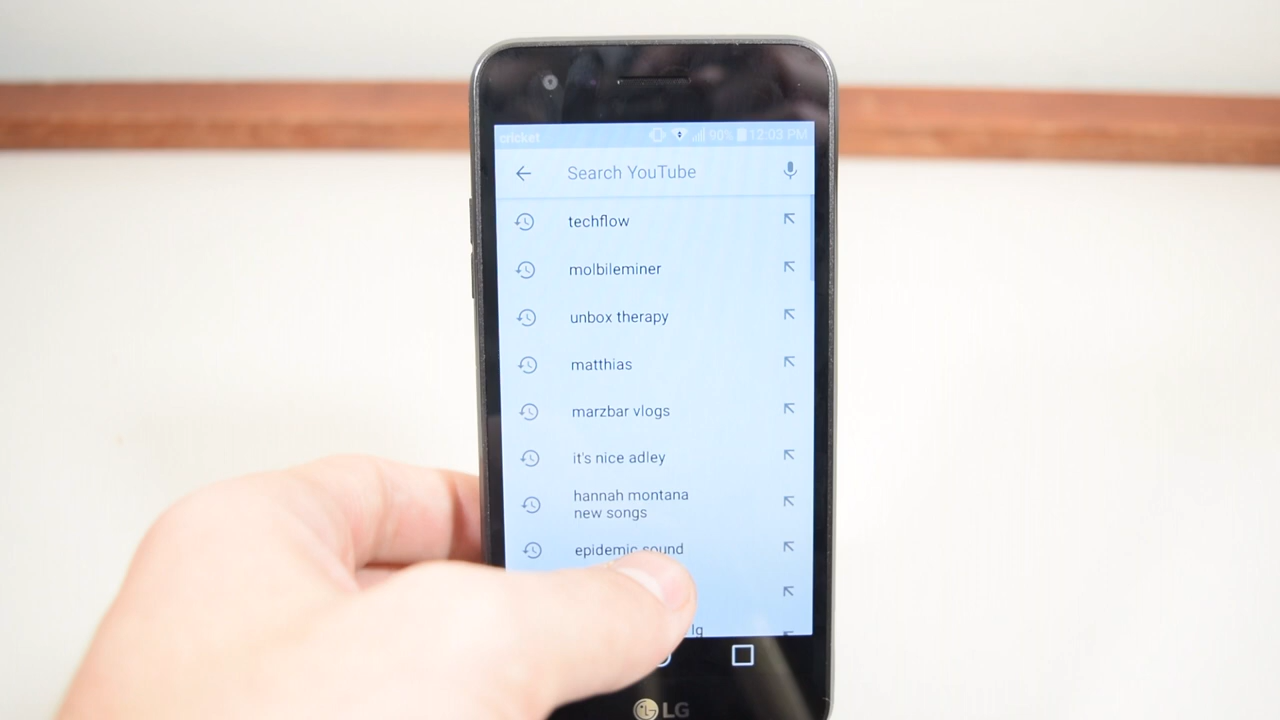 cricket 90% 12:03 PM
Search YouTube
techflow
molbileminer
unbox therapy
matthias
marzbar vlogs
it's nice adley
hannah montana
new songs
epidemic sound
lg
LG